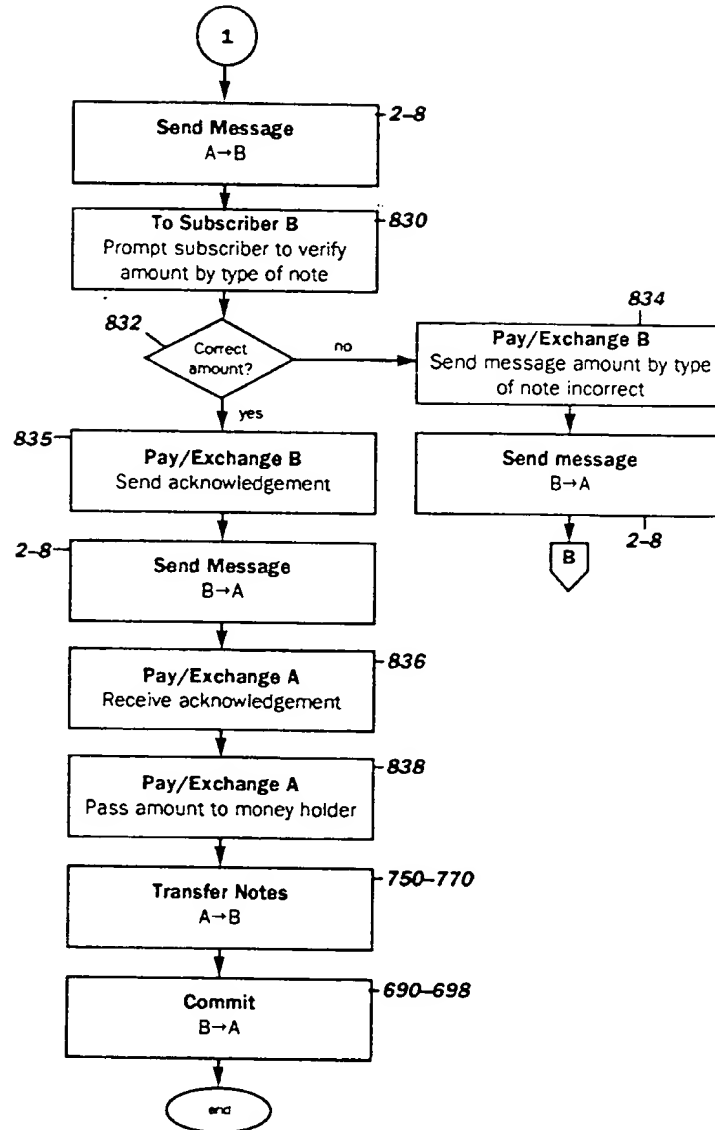 1
Send Message
A→B
2–8
To Subscriber B
Prompt subscriber to verify
amount by type of note
830
832
Correct
amount?
no
yes
834
Pay/Exchange B
Send message amount by type
of note incorrect
Send message
B→A
2–8
B
835
Pay/Exchange B
Send acknowledgement
2–8
Send Message
B→A
Pay/Exchange A
Receive acknowledgement
836
Pay/Exchange A
Pass amount to money holder
838
Transfer Notes
A→B
750–770
Commit
B→A
690–698
end